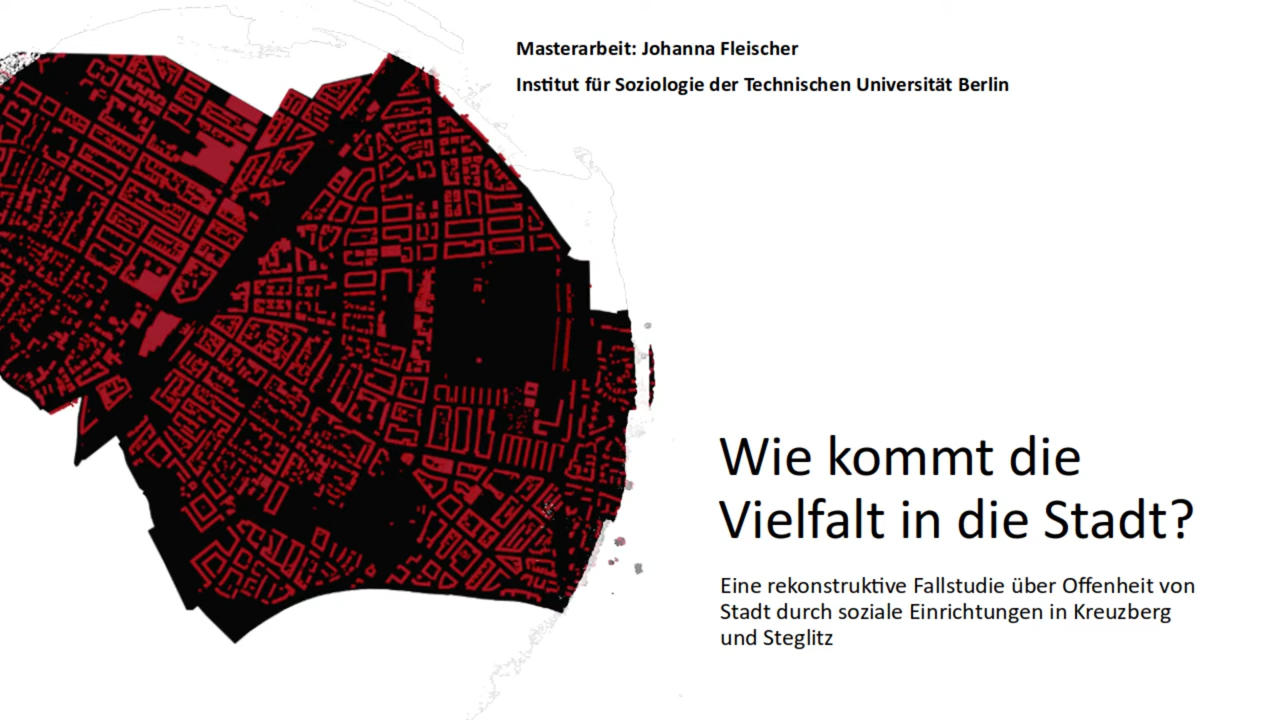 Masterarbeit: Johanna Fleischer
Institut für Soziologie der Technischen Universität Berlin
Wie kommt die
Vielfalt in die Stadt?
Eine rekonstruktive Fallstudie über Offenheit von
Stadt durch soziale Einrichtungen in Kreuzberg
und Steglitz